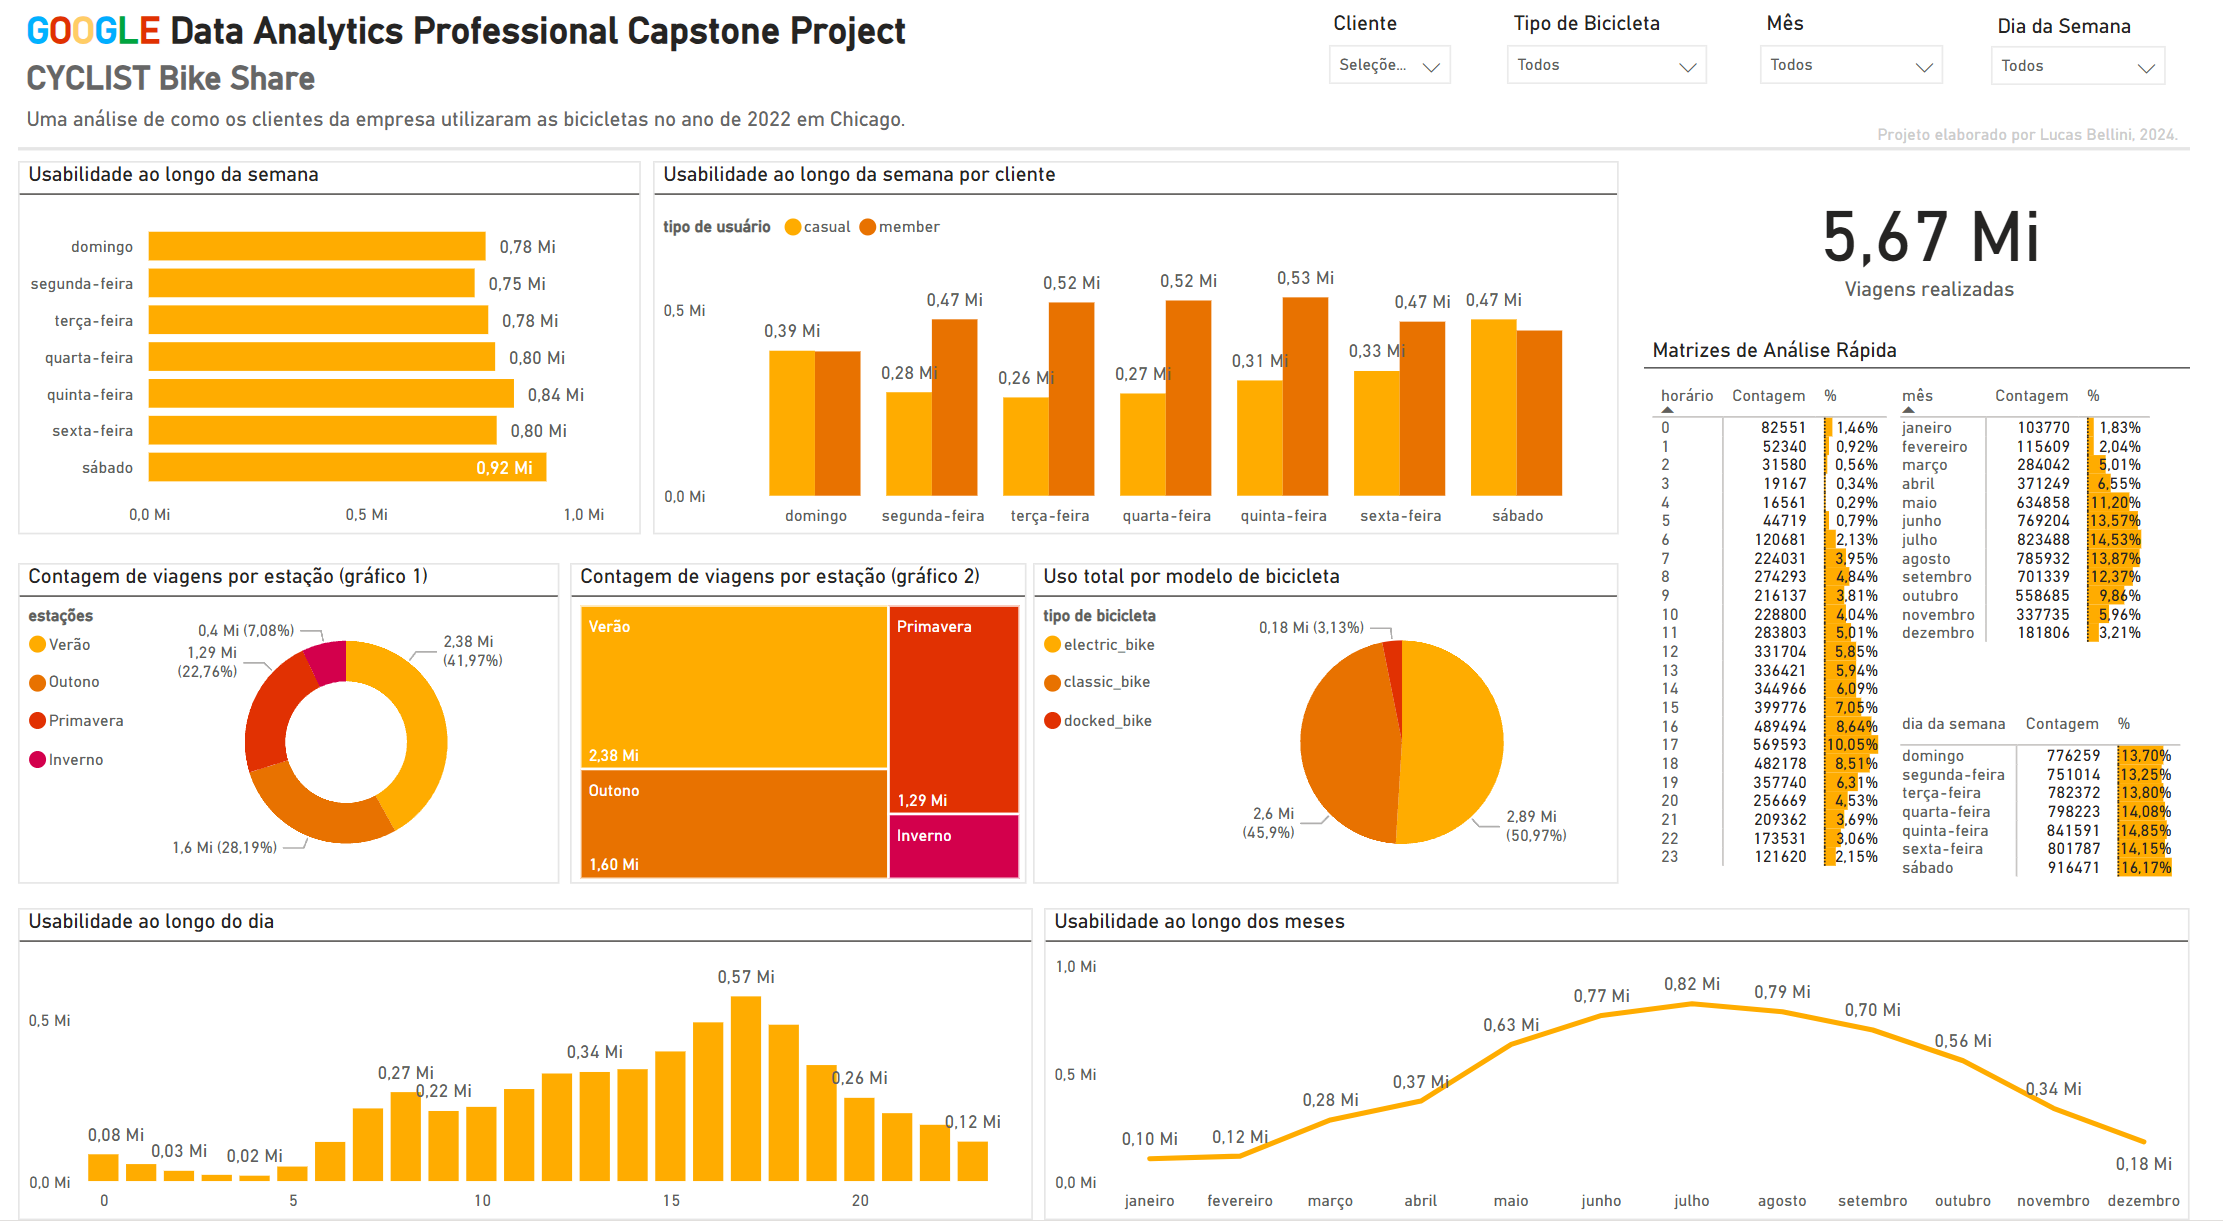 GOOGLE Data Analytics Professional Capstone Project
CYCLIST Bike Share
Uma análise de como os clientes da empresa utilizaram as bicicletas no ano de 2022 em Chicago.
Cliente
Seleçõe...
Tipo de Bicicleta
Todos
Mês
Todos
Dia da Semana
Todos
Projeto elaborado por Lucas Bellini, 2024.
Usabilidade ao longo da semana
domingo 0,78 Mi
segunda-feira 0,75 Mi
terça-feira 0,78 Mi
quarta-feira 0,80 Mi
quinta-feira 0,84 Mi
sexta-feira 0,80 Mi
sábado 0,92 Mi
0,0 Mi 0,5 Mi 1,0 Mi
Usabilidade ao longo da semana por cliente
tipo de usuário casual member
0,5 Mi
0,0 Mi
0,39 Mi 0,28 Mi 0,47 Mi 0,26 Mi 0,52 Mi 0,27 Mi 0,52 Mi 0,31 Mi 0,53 Mi 0,33 Mi 0,47 Mi 0,47 Mi
domingo segunda-feira terça-feira quarta-feira quinta-feira sexta-feira sábado
5,67 Mi
Viagens realizadas
Contagem de viagens por estação (gráfico 1)
estações
Verão
Outono
Primavera
Inverno
0,4 Mi (7,08%)
1,29 Mi
(22,76%)
2,38 Mi
(41,97%)
1,6 Mi (28,19%)
Contagem de viagens por estação (gráfico 2)
Verão
2,38 Mi
Outono
1,60 Mi
Primavera
1,29 Mi
Inverno
Uso total por modelo de bicicleta
tipo de bicicleta
electric_bike
classic_bike
docked_bike
0,18 Mi (3,13%)
2,6 Mi
(45,9%)
2,89 Mi
(50,97%)
Matrizes de Análise Rápida
horário Contagem %
0 82551 1,46%
1 52340 0,92%
2 31580 0,56%
3 19167 0,34%
4 16561 0,29%
5 44719 0,79%
6 120681 2,13%
7 224031 3,95%
8 274293 4,84%
9 216137 3,81%
10 228800 4,04%
11 283803 5,01%
12 331704 5,85%
13 336421 5,94%
14 344966 6,09%
15 399776 7,05%
16 489494 8,64%
17 569593 10,05%
18 482178 8,51%
19 357740 6,31%
20 256669 4,53%
21 209362 3,69%
22 173531 3,06%
23 121620 2,15%
mês Contagem %
janeiro 103770 1,83%
fevereiro 115609 2,04%
março 284042 5,01%
abril 371249 6,55%
maio 634858 11,20%
junho 769204 13,57%
julho 823488 14,53%
agosto 785932 13,87%
setembro 701339 12,37%
outubro 558685 9,86%
novembro 337735 5,96%
dezembro 181806 3,21%
dia da semana Contagem %
domingo 776259 13,70%
segunda-feira 751014 13,25%
terça-feira 782372 13,80%
quarta-feira 798223 14,08%
quinta-feira 841591 14,85%
sexta-feira 801787 14,15%
sábado 916471 16,17%
Usabilidade ao longo do dia
0,5 Mi
0,0 Mi
0,08 Mi 0,03 Mi 0,02 Mi 0,27 Mi 0,22 Mi 0,34 Mi 0,57 Mi 0,26 Mi 0,12 Mi
0 5 10 15 20
Usabilidade ao longo dos meses
1,0 Mi
0,5 Mi
0,0 Mi
0,10 Mi 0,12 Mi 0,28 Mi 0,37 Mi 0,63 Mi 0,77 Mi 0,82 Mi 0,79 Mi 0,70 Mi 0,56 Mi 0,34 Mi 0,18 Mi
janeiro fevereiro março abril maio junho julho agosto setembro outubro novembro dezembro